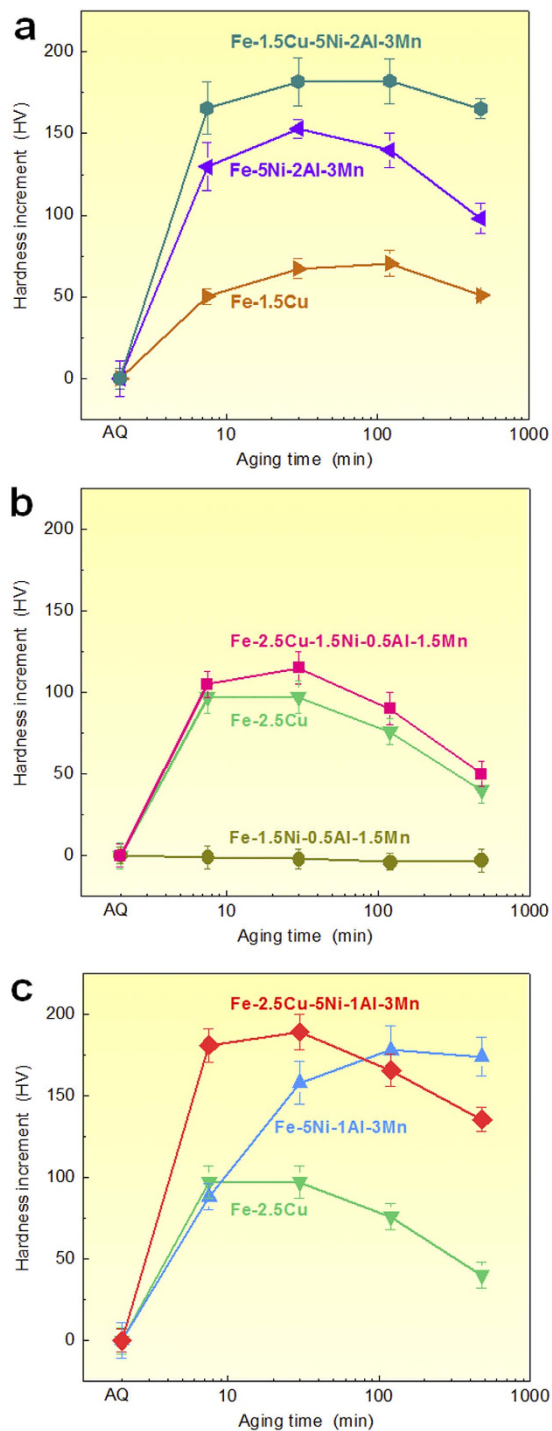 a
Fe-1.5Cu-5Ni-2Al-3Mn
200
150
Fe-5Ni-2Al-3Mn
100
50
Fe-1.5Cu
0
Hardness increment (HV)
AQ 10 100 1000
Aging time (min)
b
200
150
Fe-2.5Cu-1.5Ni-0.5Al-1.5Mn
100
Fe-2.5Cu
50
Fe-1.5Ni-0.5Al-1.5Mn
0
Hardness increment (HV)
AQ 10 100 1000
Aging time (min)
c
Fe-2.5Cu-5Ni-1Al-3Mn
200
150
Fe-5Ni-1Al-3Mn
100
Fe-2.5Cu
50
0
Hardness increment (HV)
AQ 10 100 1000
Aging time (min)